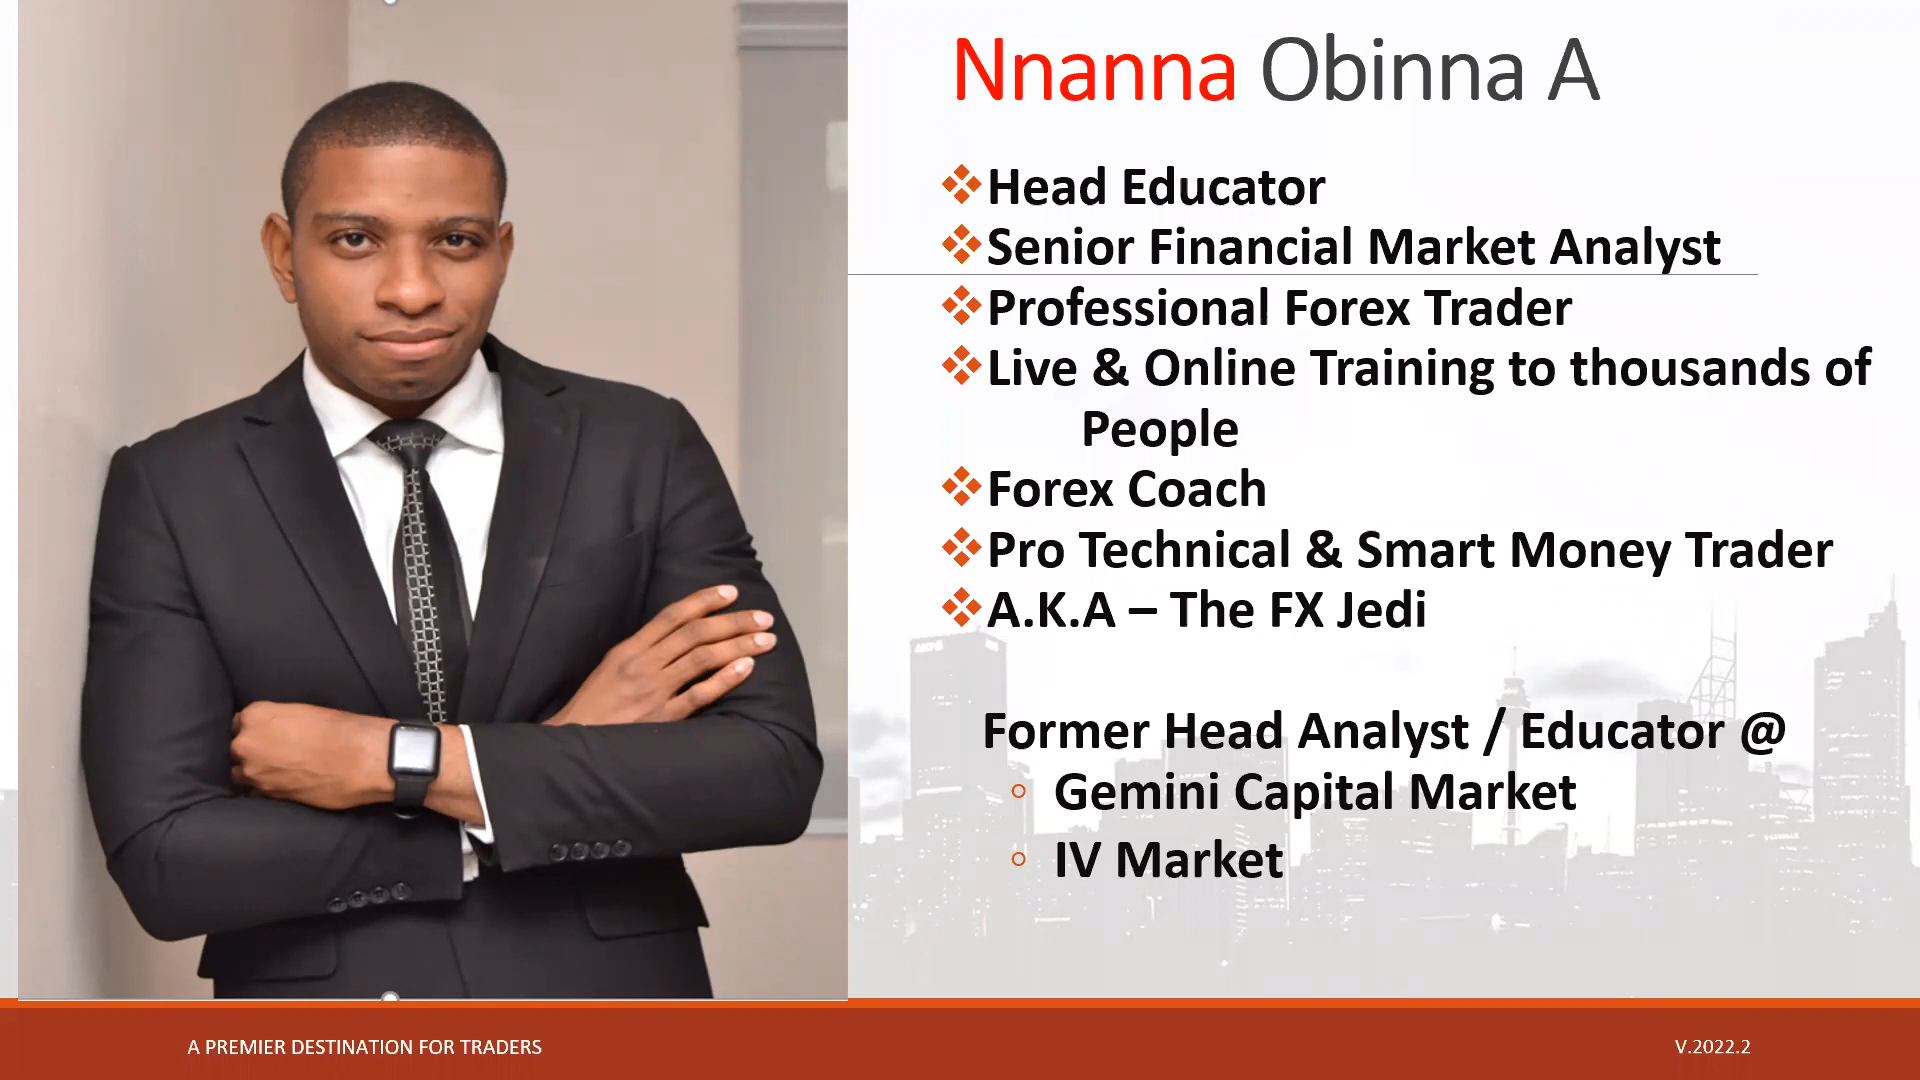 Nnanna Obinna A
Head Educator
Senior Financial Market Analyst
Professional Forex Trader
Live & Online Training to thousands of
People
Forex Coach
Pro Technical & Smart Money Trader
A.K.A – The FX Jedi
Former Head Analyst / Educator @
Gemini Capital Market
IV Market
A PREMIER DESTINATION FOR TRADERS
V.2022.2